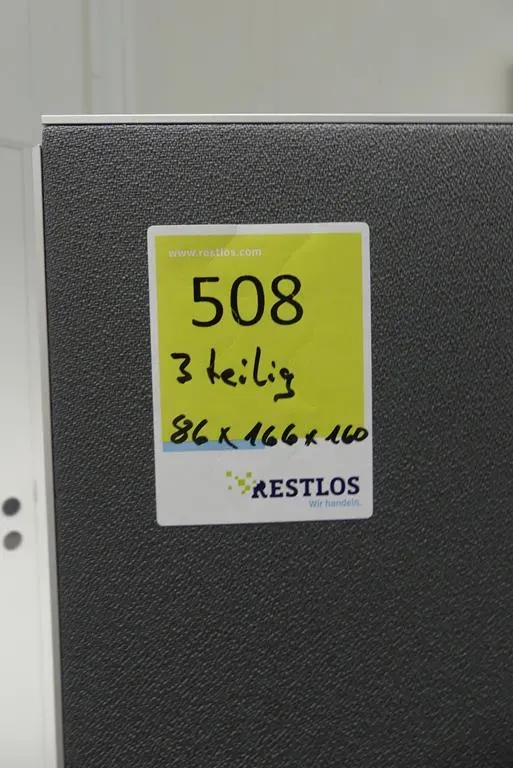 www.restlos.com
508
3 teilig
86 x 166 x 160
RESTLOS
Wir handeln.